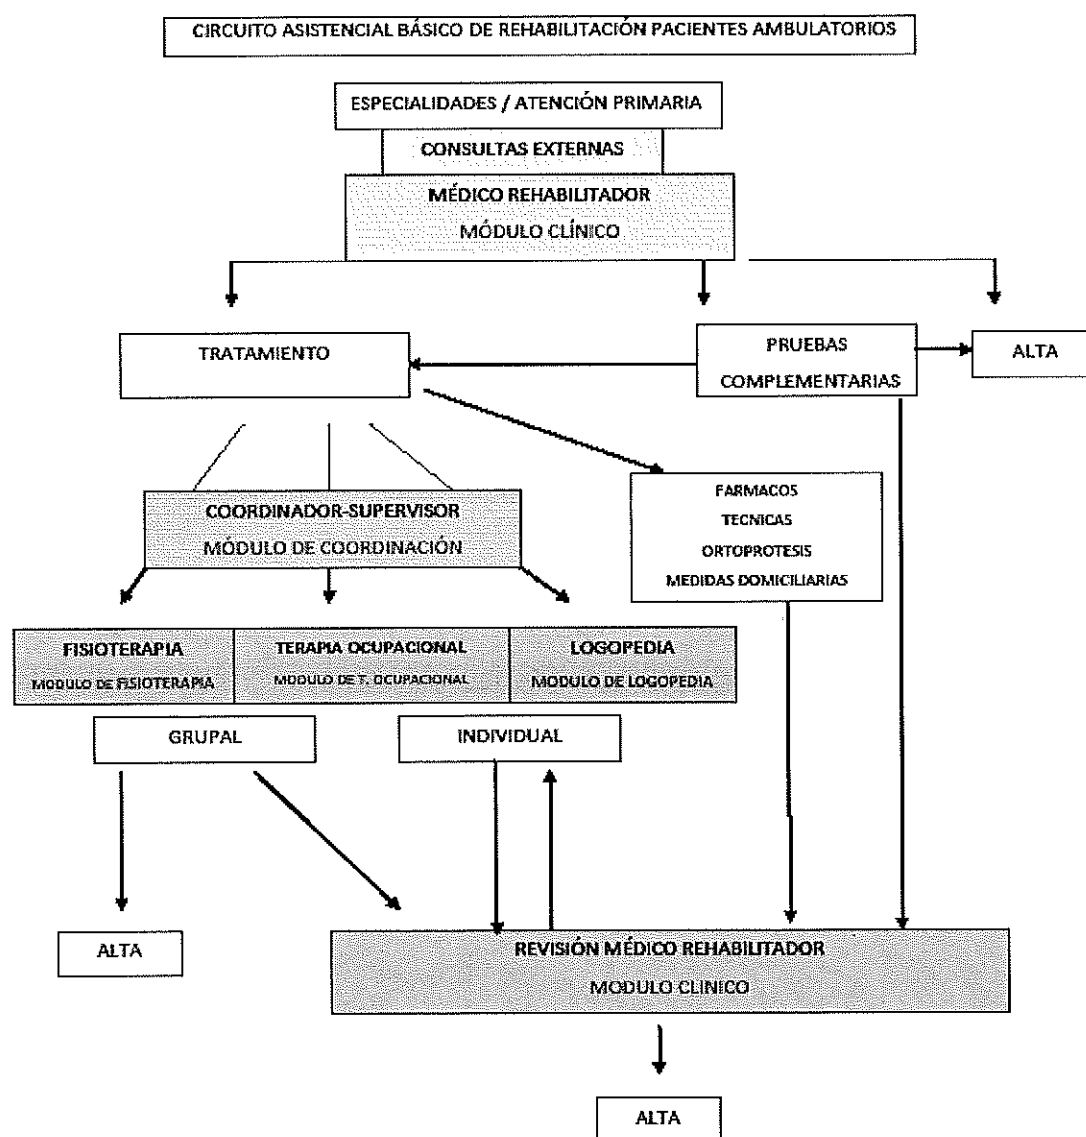 CIRCUITO ASISTENCIAL BÁSICO DE REHABILITACIÓN PACIENTES AMBULATORIOS
ESPECIALIDADES / ATENCIÓN PRIMARIA
CONSULTAS EXTERNAS
MÉDICO REHABILITADOR
MÓDULO CLÍNICO
TRATAMIENTO
PRUEBAS
COMPLEMENTARIAS
ALTA
COORDINADOR-SUPERVISOR
MÓDULO DE COORDINACIÓN
FARMACOS
TECNICAS
ORTOPROTESIS
MEDIDAS DOMICILIARIAS
FISIOTERAPIA
MODULO DE FISIOTERAPIA
TERAPIA OCUPACIONAL
MODULO DE T. OCUPACIONAL
LOGOPEDIA
MODULO DE LOGOPEDIA
GRUPAL
INDIVIDUAL
ALTA
REVISIÓN MÉDICO REHABILITADOR
MODULO CLINICO
ALTA